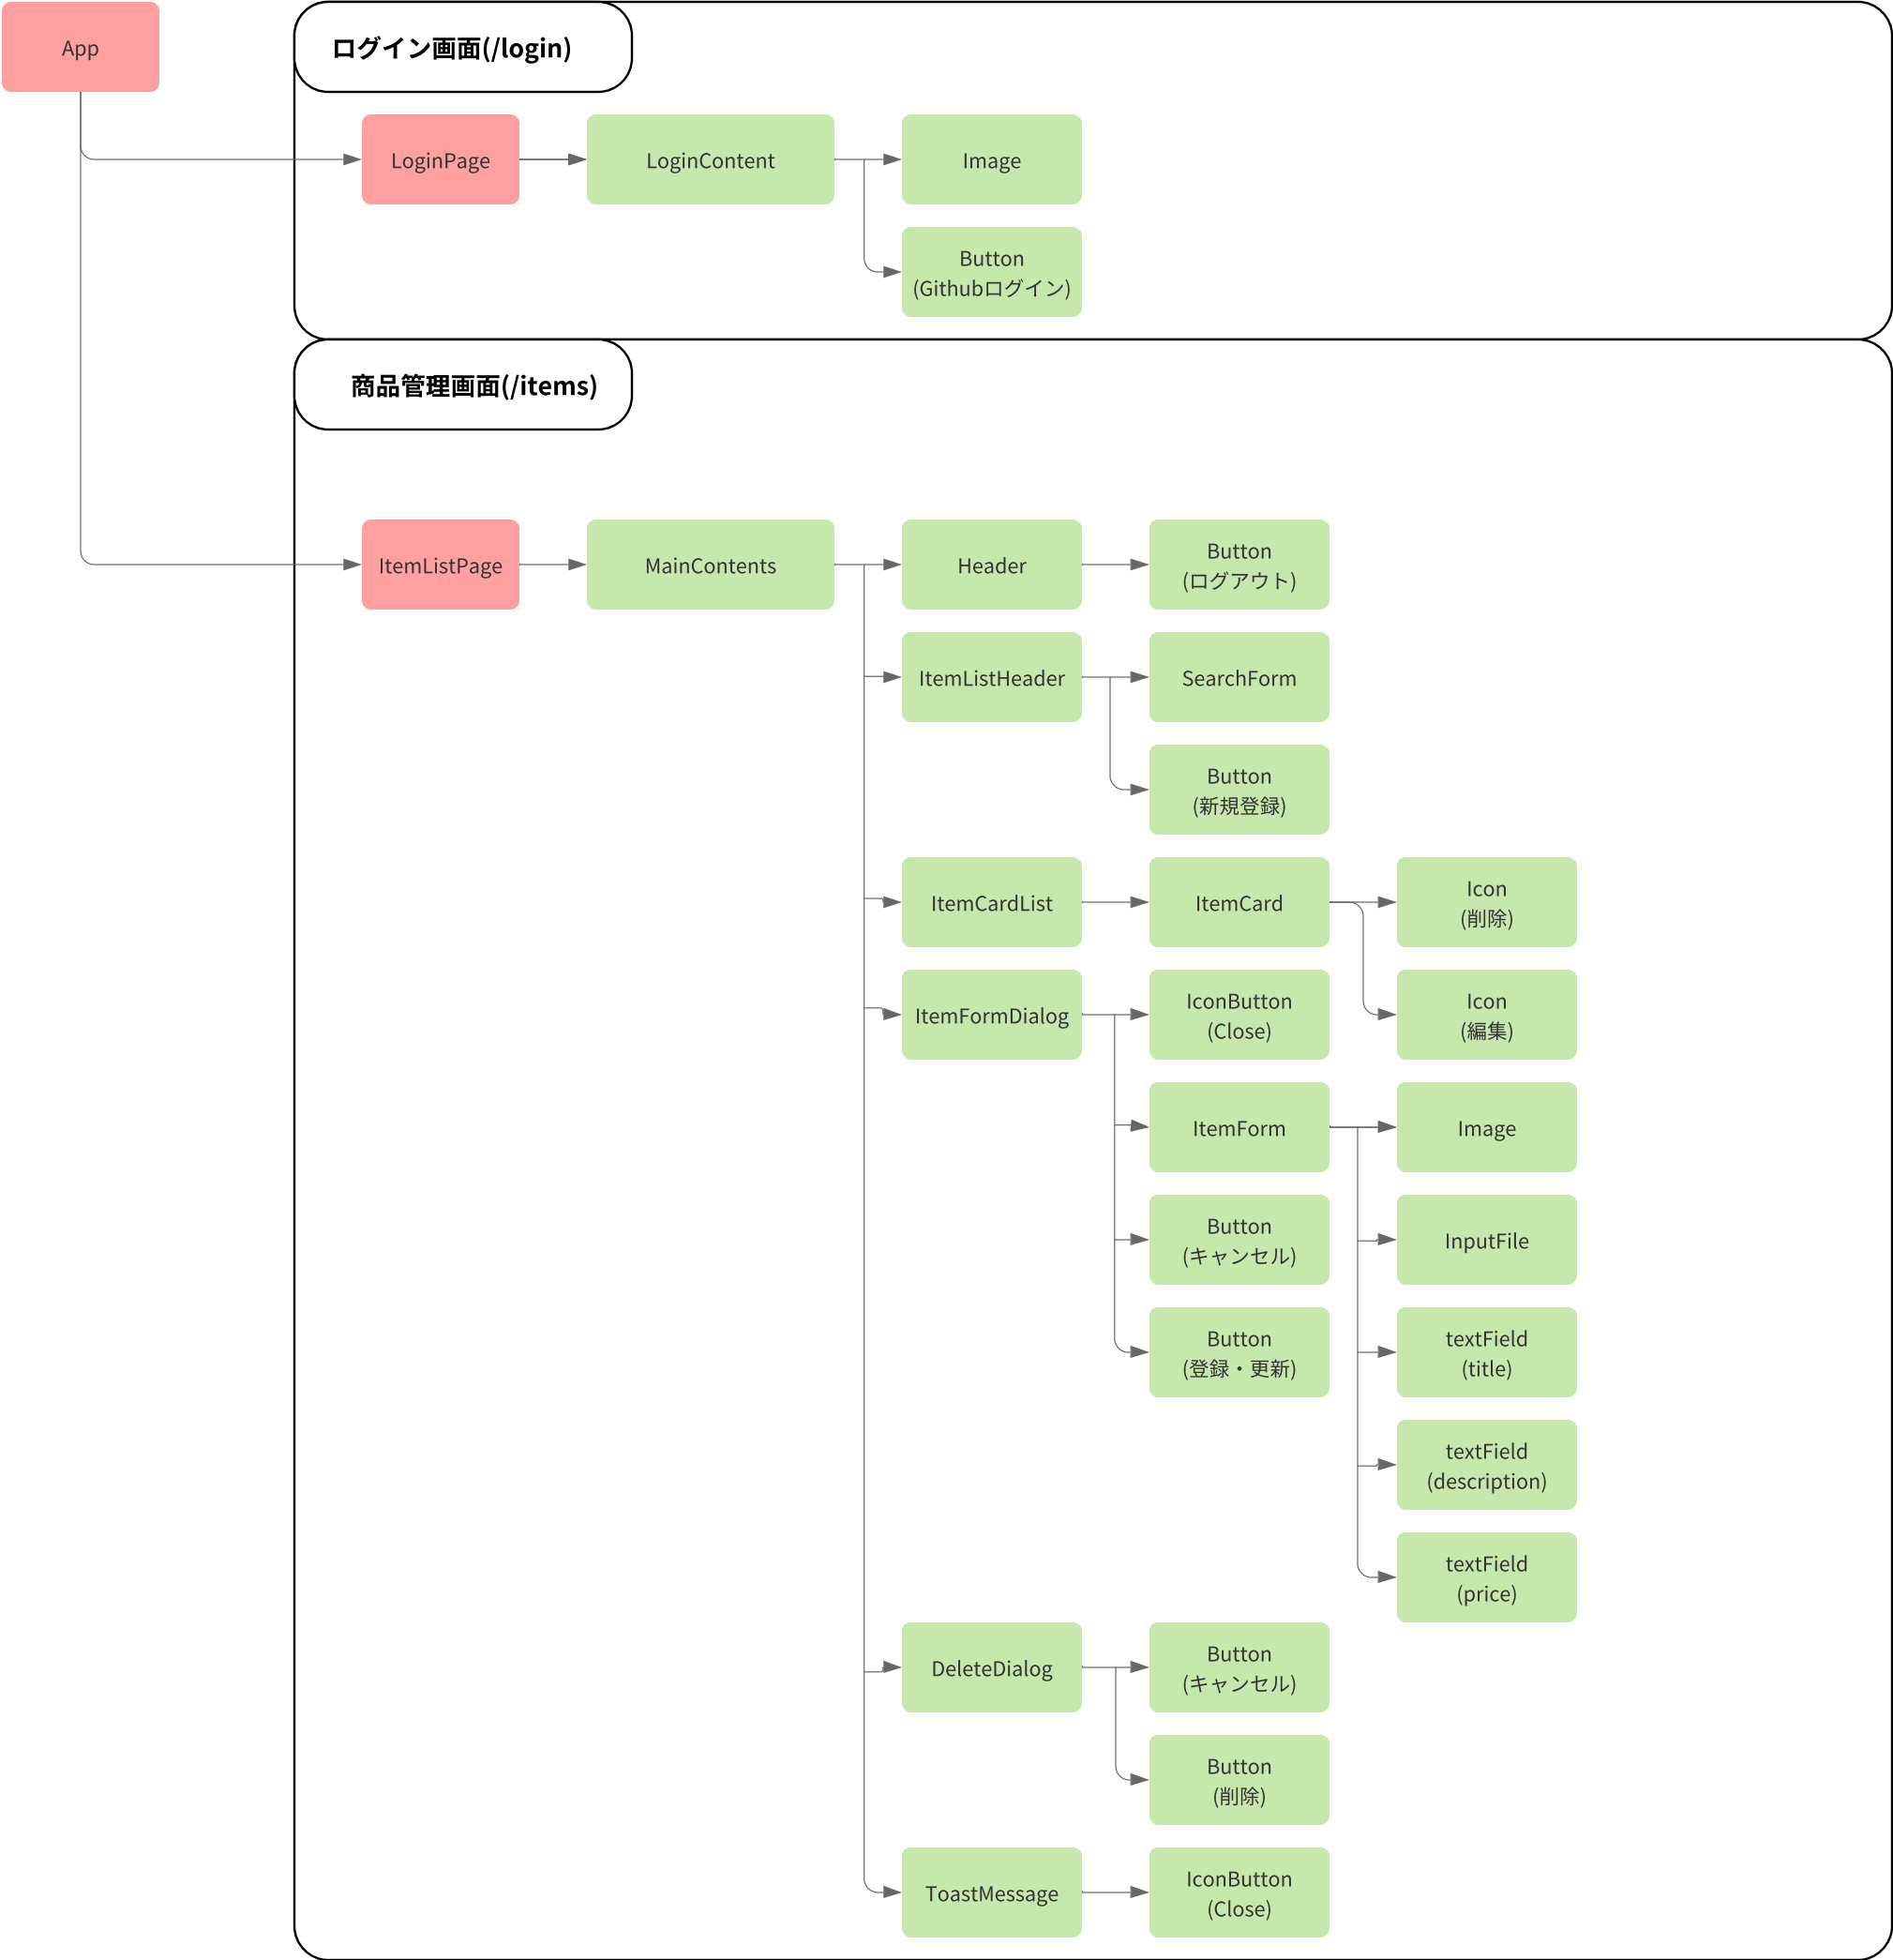 App
ログイン画面(/login)
LoginPage
LoginContent
Image
Button
(Githubログイン)
商品管理画面(/items)
ItemListPage
MainContents
Header
Button
(ログアウト)
ItemListHeader
SearchForm
Button
(新規登録)
ItemCardList
ItemCard
Icon
(削除)
Icon
(編集)
ItemFormDialog
IconButton
(Close)
ItemForm
Image
InputFile
textField
(title)
textField
(description)
textField
(price)
Button
(キャンセル)
Button
(登録・更新)
DeleteDialog
Button
(キャンセル)
Button
(削除)
ToastMessage
IconButton
(Close)